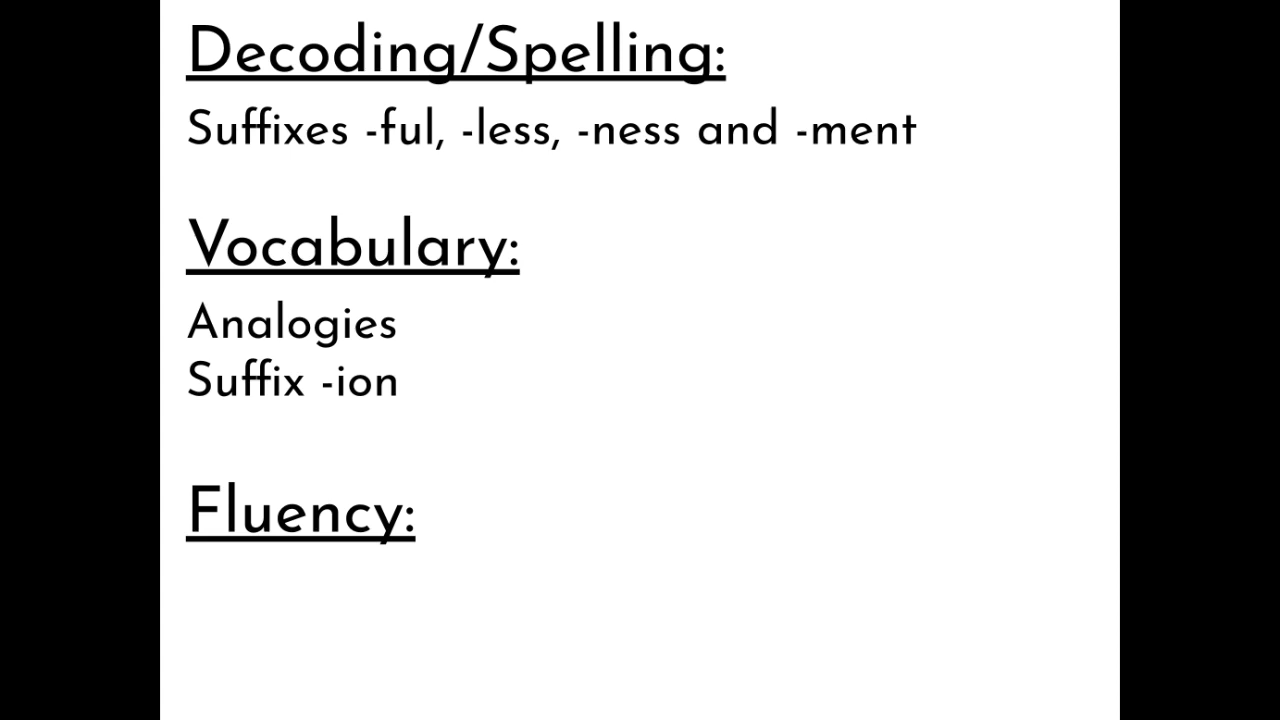 Decoding/Spelling:
Suffixes -ful, -less, -ness and -ment
Vocabulary:
Analogies
Suffix -ion
Fluency: